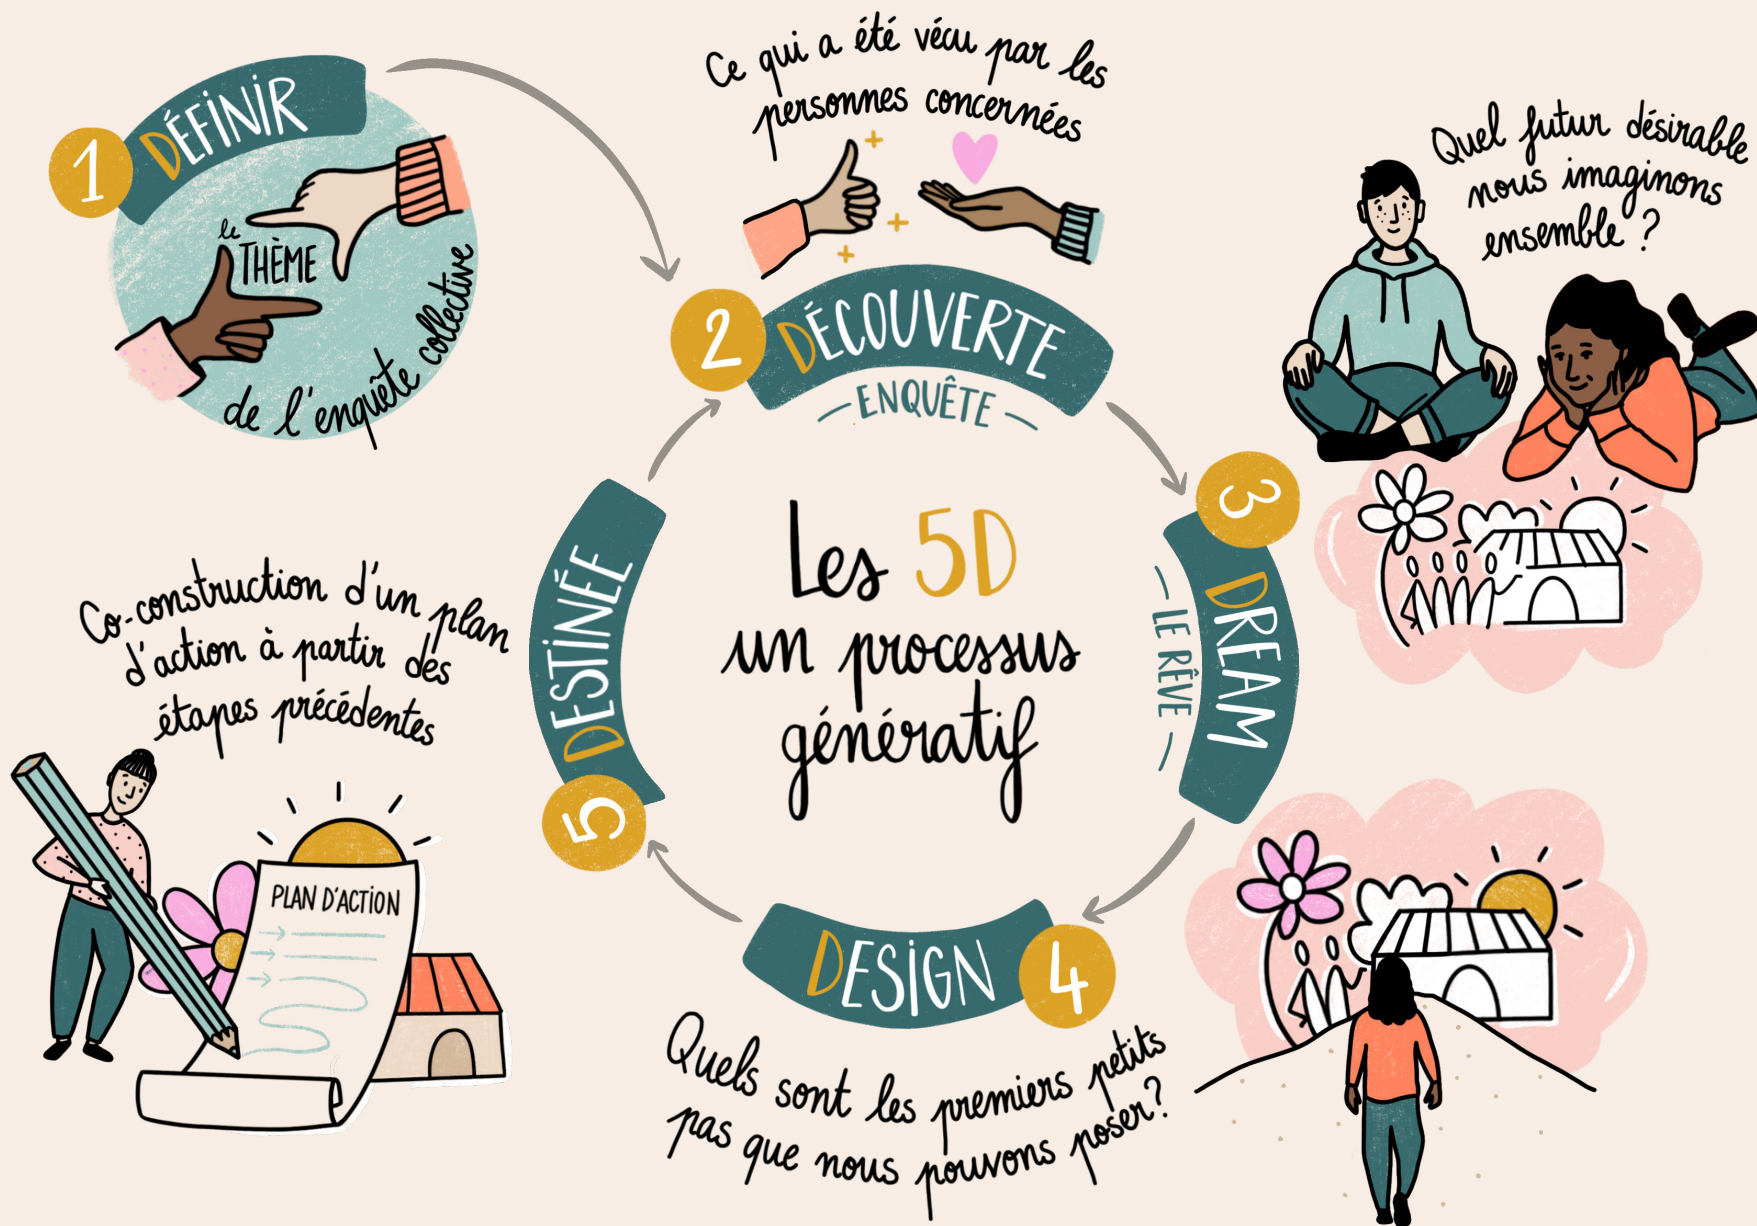 1
DÉFINIR
le
THÈME
de l'enquête collective
Ce qui a été vécu par les
personnes concernées
2
DÉCOUVERTE
- ENQUÊTE -
Quel futur désirable
nous imaginons
ensemble ?
3
DREAM
- LE RÊVE -
Les 5D
un processus
génératif
4
DESIGN
Quels sont les premiers petits
pas que nous pouvons poser?
5
DESTINÉE
Co-construction d'un plan
d'action à partir des
étapes précédentes
PLAN D'ACTION